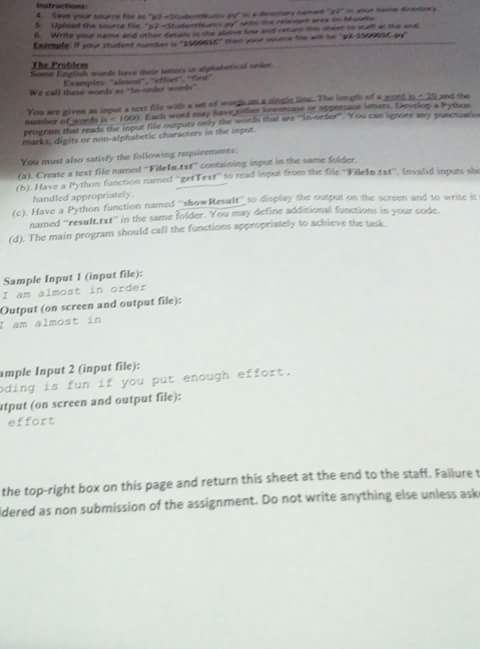 Instructions:
4. Save your source file as "p2-<StudentNum>.py" in a directory named "p2" in your home directory
5. Upload the source file, "p2-<StudentNum>.py" onto the relevant area on Moodle.
6. Write your name and other details in the above box and return this sheet to staff at the end.
Example: If your student number is "150001C" then your source file will be "p2-150001C.py"
The Problem
Some English words have their letters in alphabetical order.
Examples: "almost", "effort", "first".
We call these words as "in-order words".
You are given as input a text file with a set of words on a single line. The length of a word is < 20 and the
number of words is < 1000. Each word may have either lowercase or uppercase letters. Develop a Python
program that reads the input file outputs only the words that are "in-order". You can ignore any punctuation
marks, digits or non-alphabetic characters in the input.
You must also satisfy the following requirements:
(a). Create a text file named "FileIn.txt" containing input in the same folder.
(b). Have a Python function named "getText" to read input from the file "FileIn.txt". Invalid inputs sh
handled appropriately.
(c). Have a Python function named "showResult" to display the output on the screen and to write it
named "result.txt" in the same folder. You may define additional functions in your code.
(d). The main program should call the functions appropriately to achieve the task.
Sample Input 1 (input file):
I am almost in order
Output (on screen and output file):
I am almost in
ample Input 2 (input file):
oding is fun if you put enough effort.
utput (on screen and output file):
effort
the top-right box on this page and return this sheet at the end to the staff. Failure t
dered as non submission of the assignment. Do not write anything else unless ask